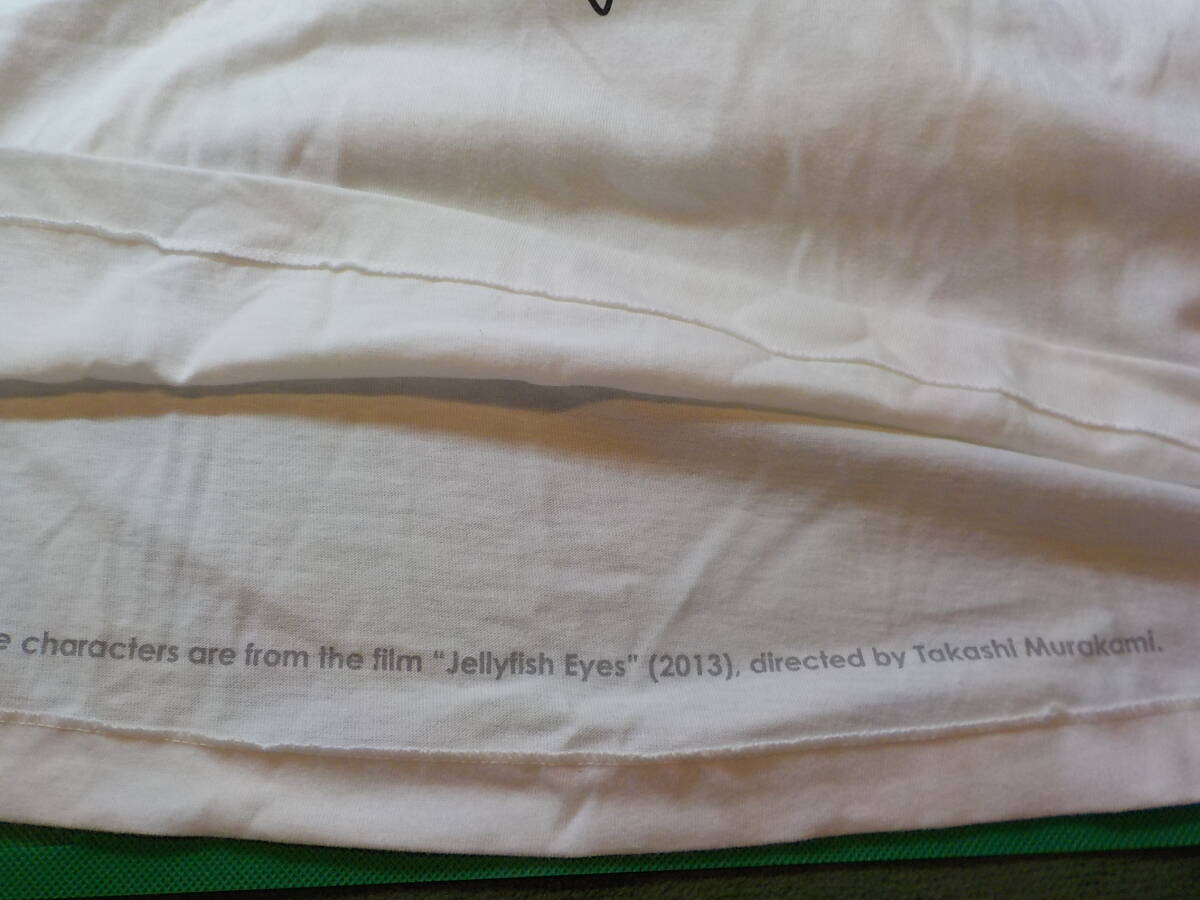 e characters are from the film "Jellyfish Eyes" (2013), directed by Takashi Murakami.